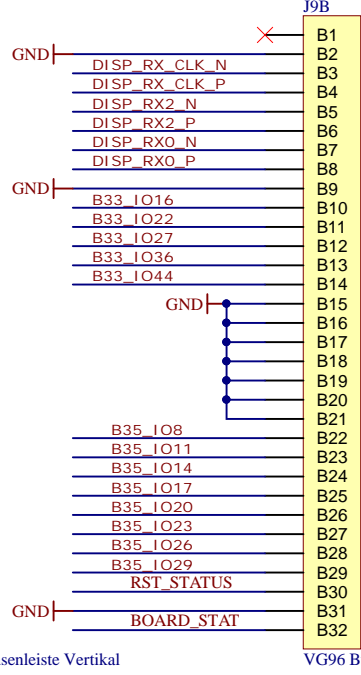 J9B
B1
GND B2
DISP_RX_CLK_N B3
DISP_RX_CLK_P B4
DISP_RX2_N B5
DISP_RX2_P B6
DISP_RX0_N B7
DISP_RX0_P B8
GND B9
B33_IO16 B10
B33_IO22 B11
B33_IO27 B12
B33_IO36 B13
B33_IO44 B14
GND B15
B16
B17
B18
B19
B20
B21
B35_IO8 B22
B35_IO11 B23
B35_IO14 B24
B35_IO17 B25
B35_IO20 B26
B35_IO23 B27
B35_IO26 B28
B35_IO29 B29
RST_STATUS B30
GND B31
BOARD_STAT B32
senleiste Vertikal VG96 B